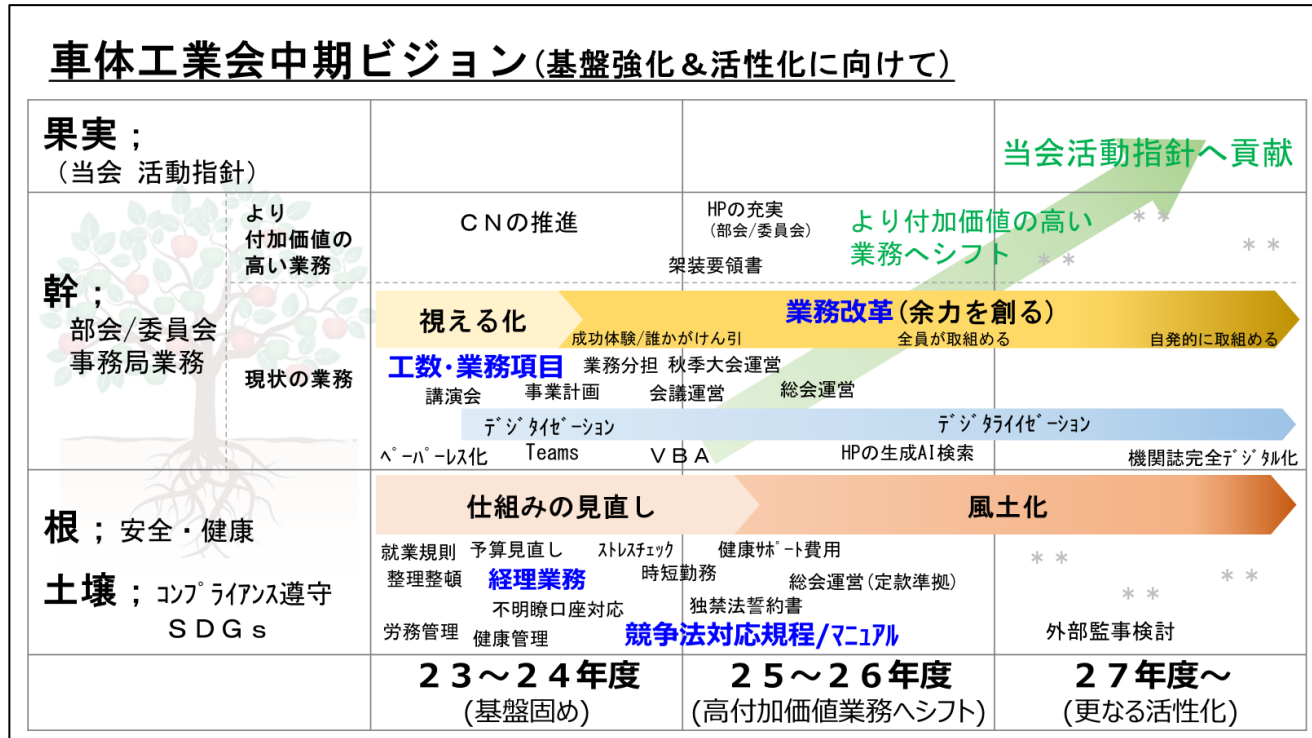 車体工業会中期ビジョン(基盤強化＆活性化に向けて)
果実；
(当会 活動指針)
当会活動指針へ貢献
幹；
部会/委員会
事務局業務
より
付加価値の
高い業務
ＣＮの推進
HPの充実
(部会/委員会)
架装要領書
より付加価値の高い
業務へシフト
＊＊
＊＊
＊＊
現状の業務
視える化
業務改革(余力を創る)
成功体験/誰かがけん引
全員が取組める
自発的に取組める
工数・業務項目
業務分担
秋季大会運営
講演会
事業計画
会議運営
総会運営
ﾃﾞｼﾞﾀｲｾﾞｰｼｮﾝ
ﾃﾞｼﾞﾀﾗｲｲｾﾞｰｼｮﾝ
ﾍﾟｰﾊﾟｰﾚｽ化
Teams
ＶＢＡ
HPの生成AI検索
機関誌完全ﾃﾞｼﾞﾀﾙ化
根；安全・健康
土壌；ｺﾝﾌﾟﾗｲｱﾝｽ遵守
ＳＤＧｓ
仕組みの見直し
風土化
就業規則
予算見直し
ｽﾄﾚｽﾁｪｯｸ
健康ｻﾎﾟｰﾄ費用
整理整頓
経理業務
時短勤務
総会運営(定款準拠)
不明瞭口座対応
独禁法誓約書
労務管理
健康管理
競争法対応規程/ﾏﾆｭｱﾙ
＊＊
＊＊
＊＊
外部監事検討
２３～２４年度
(基盤固め)
２５～２６年度
(高付加価値業務へシフト)
２７年度～
(更なる活性化)